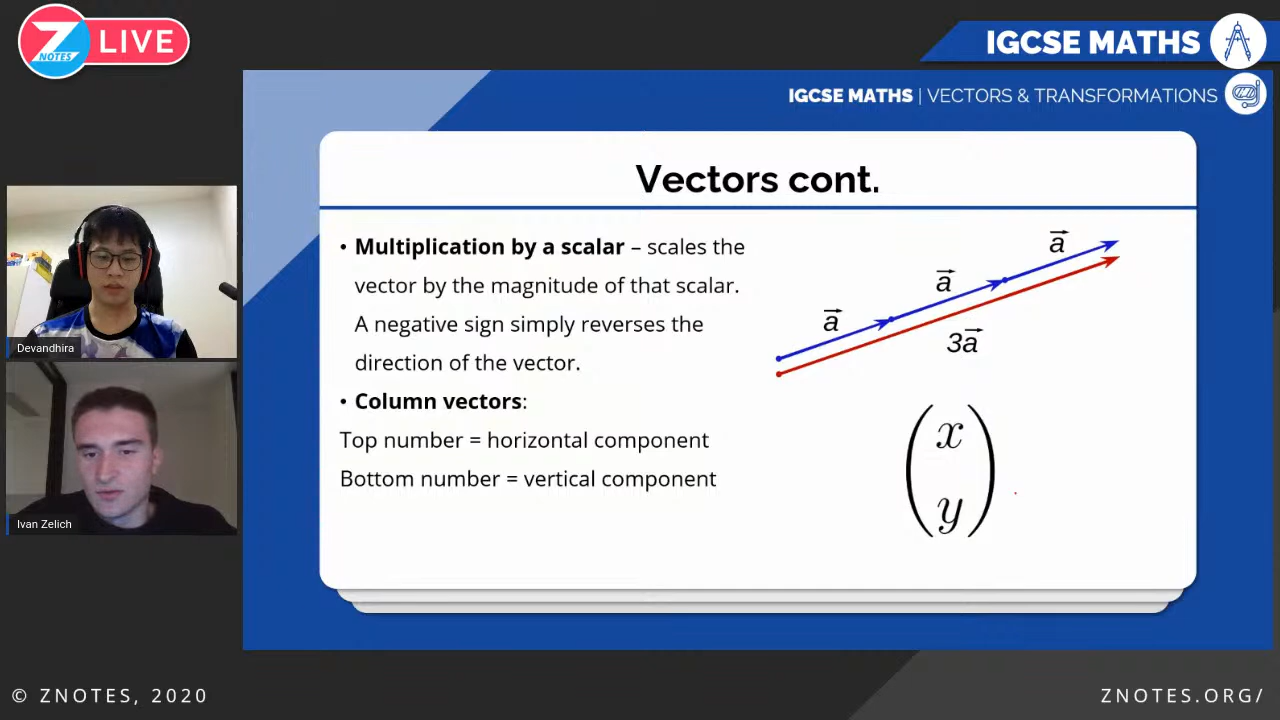 Z NOTES LIVE
IGCSE MATHS
IGCSE MATHS | VECTORS & TRANSFORMATIONS
Vectors cont.
• Multiplication by a scalar – scales the
vector by the magnitude of that scalar.
A negative sign simply reverses the
direction of the vector.
• Column vectors:
Top number = horizontal component
Bottom number = vertical component
a⃗
a⃗
a⃗
3a⃗
x
y
Devandhira
Ivan Zelich
© ZNOTES, 2020
ZNOTES.ORG/